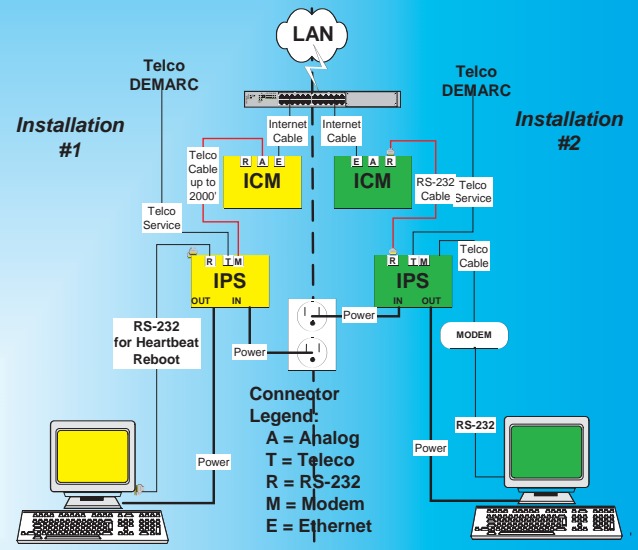 LAN
Telco
DEMARC
Telco
DEMARC
Installation
#1
Installation
#2
Internet
Cable
Internet
Cable
Telco
Cable
up to
2000'
R A E
ICM
E A R
ICM
RS-232
Cable
Telco
Service
Telco
Service
R T M
IPS
OUT IN
R T M
IPS
IN OUT
Telco
Cable
RS-232
for Heartbeat
Reboot
Power
Power
MODEM
Connector
Legend:
A = Analog
T = Teleco
R = RS-232
M = Modem
E = Ethernet
RS-232
Power
Power